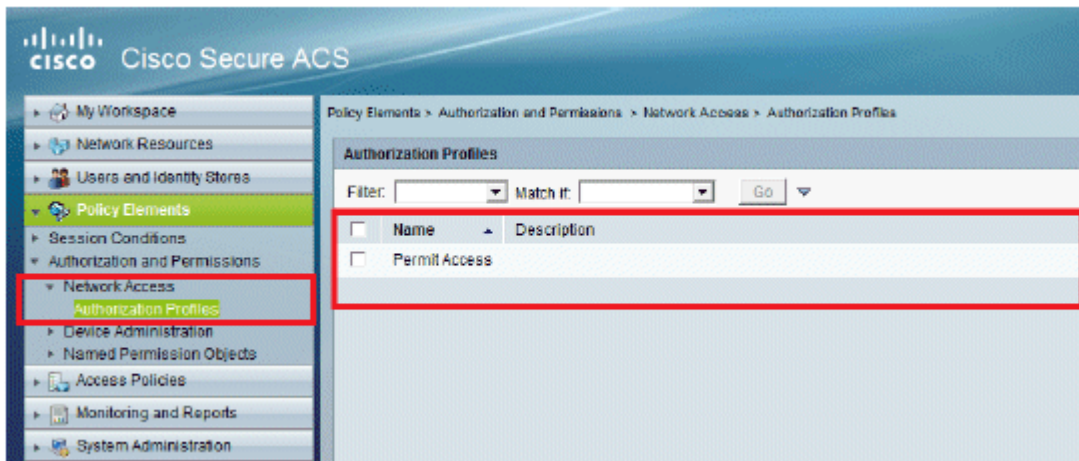 CISCO Cisco Secure ACS
My Workspace
Network Resources
Users and Identity Stores
Policy Elements
Session Conditions
Authorization and Permissions
Network Access
Authorization Profiles
Device Administration
Named Permission Objects
Access Policies
Monitoring and Reports
System Administration
Policy Elements > Authorization and Permissions > Network Access > Authorization Profiles
Authorization Profiles
Filter: Match if: Go
Name Description
Permit Access